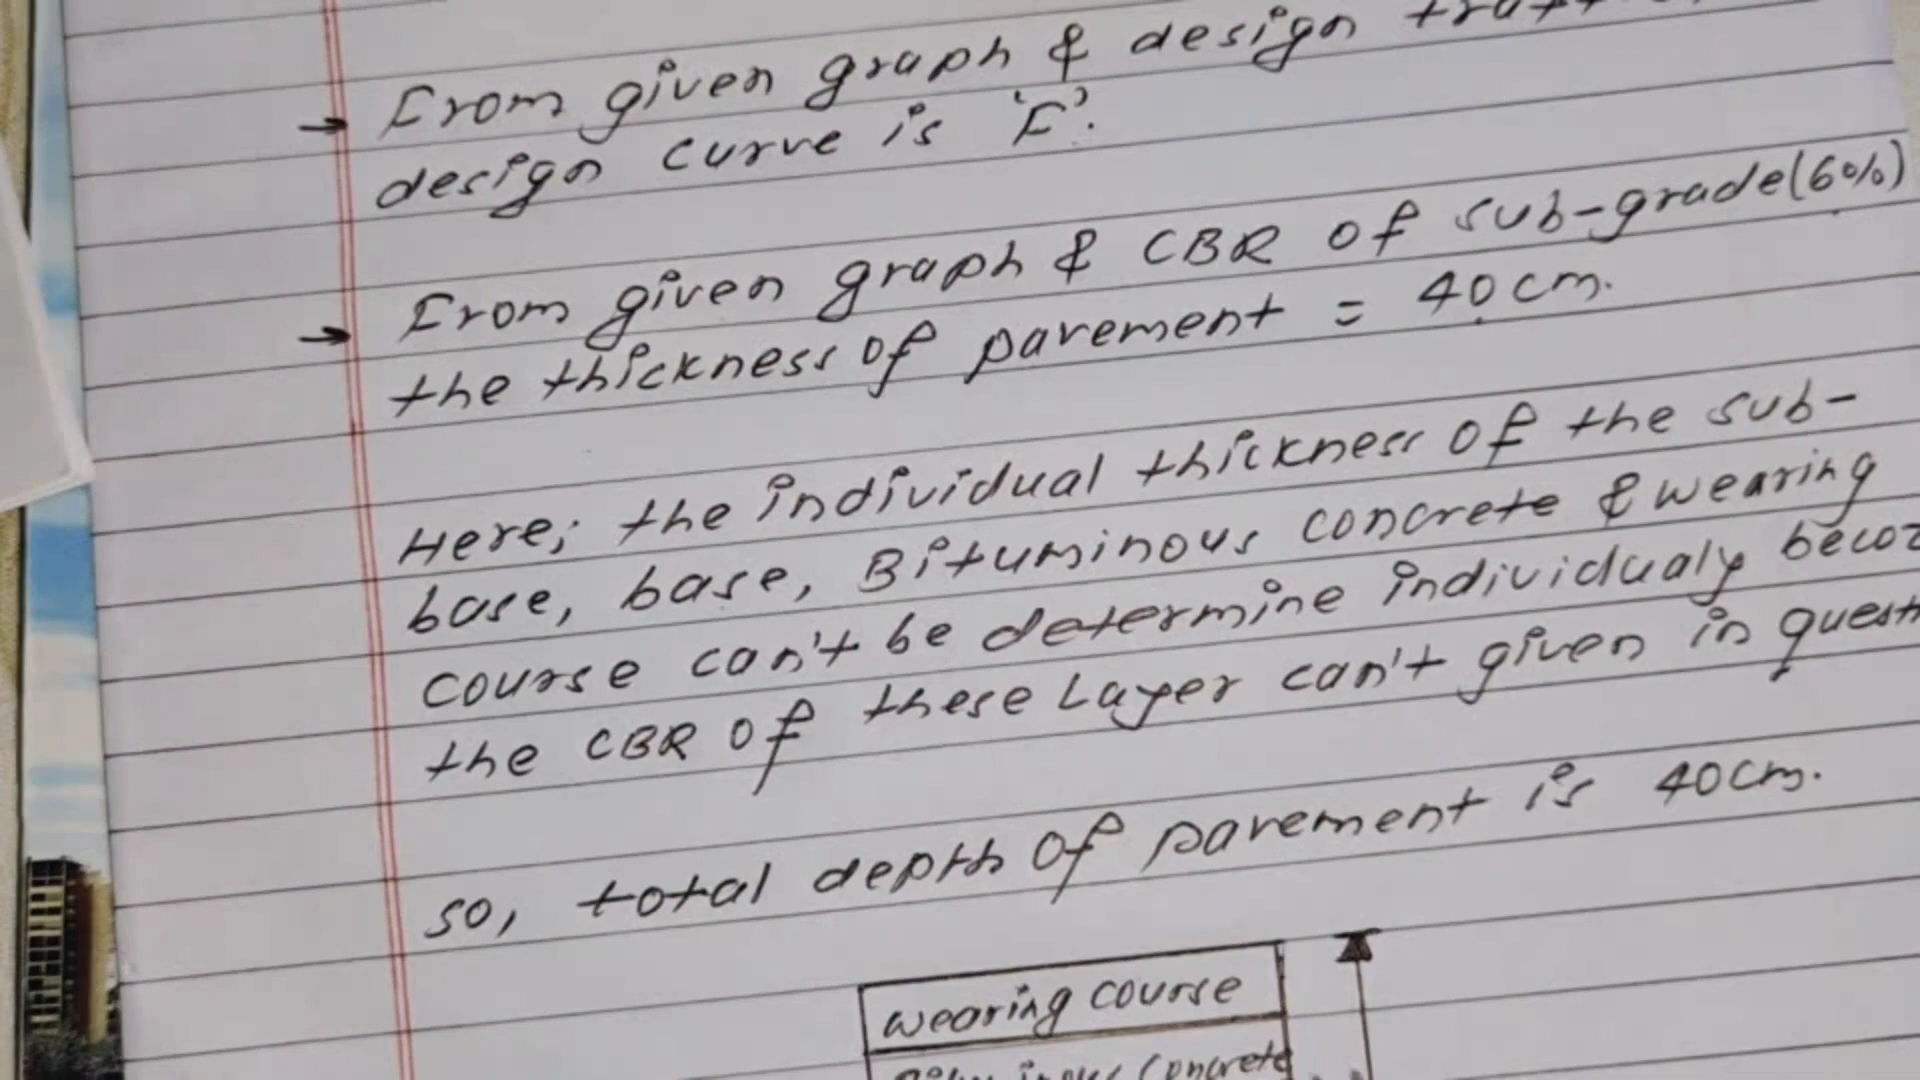 → From given graph & design
design curve is 'F'.
→ From given graph & CBR of sub-grade(6%)
the thickness of pavement = 40cm.
Here; the individual thickness of the sub-
base, base, Bituminous concrete & wearing
course can't be determine individualy
the CBR of these Layer can't given in
so, total depth of pavement is 40cm.
wearing course
Concrete